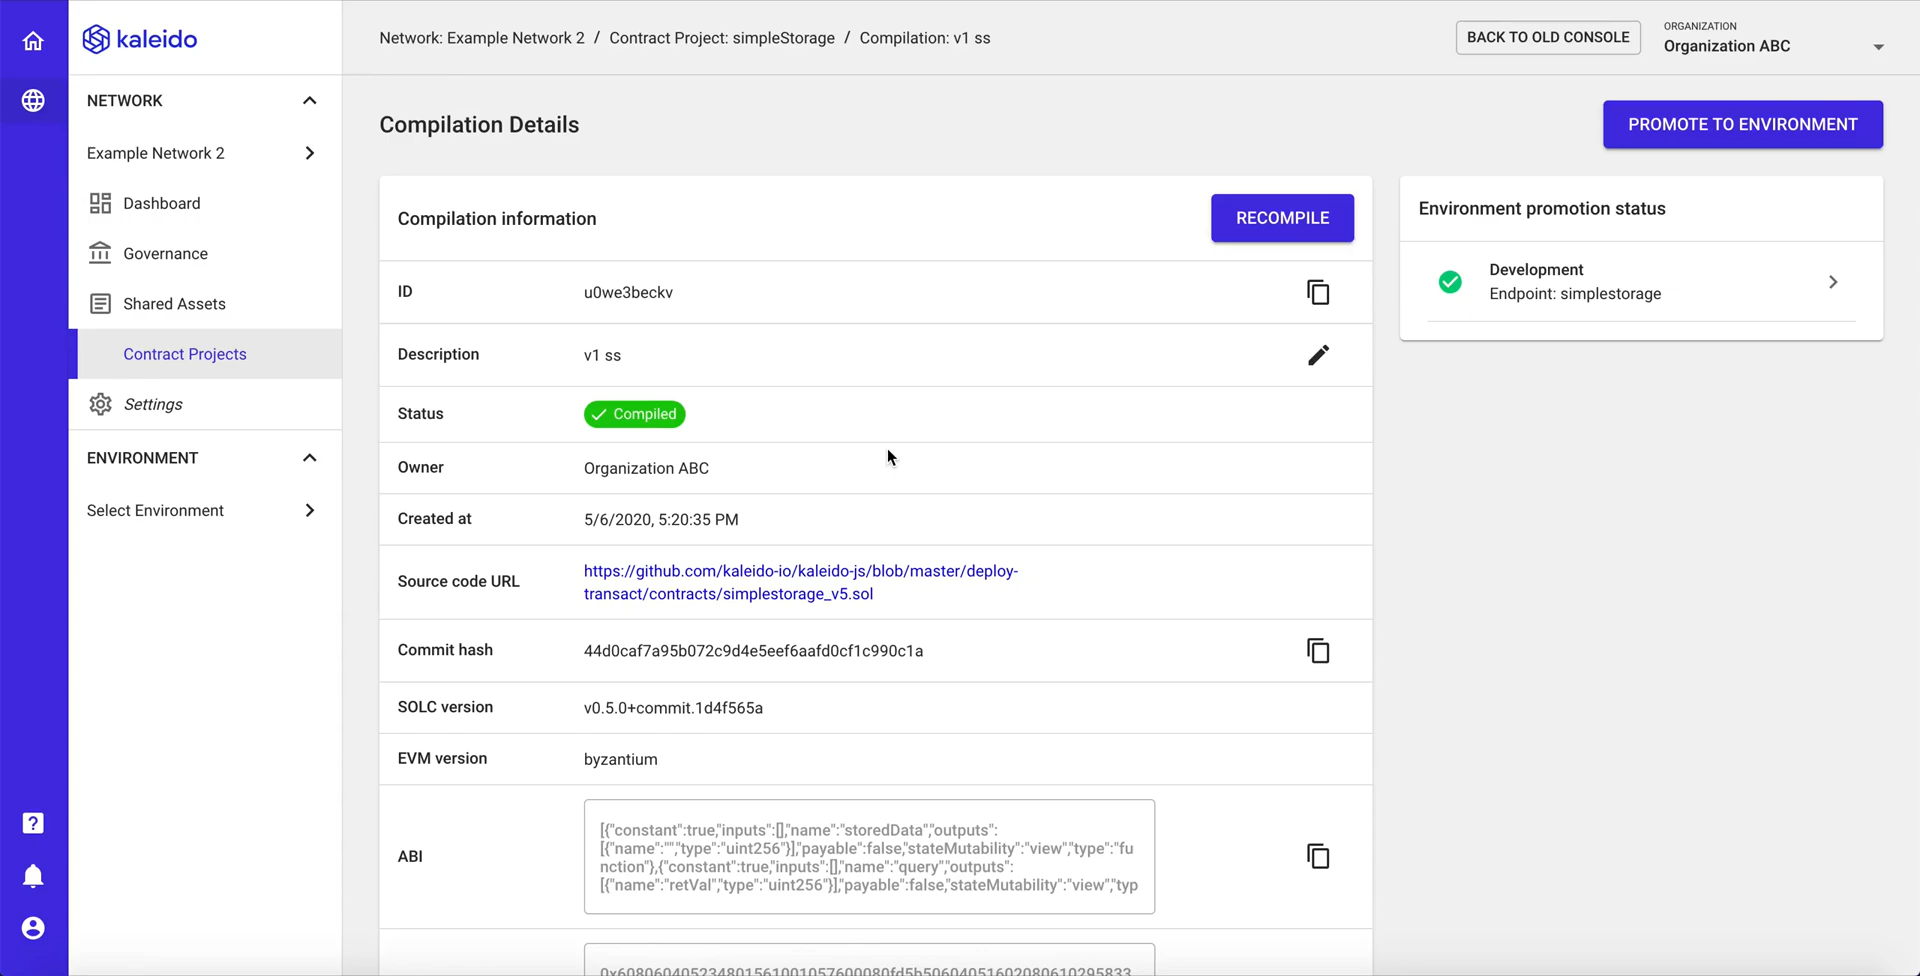 kaleido
Network: Example Network 2 / Contract Project: simpleStorage / Compilation: v1 ss
BACK TO OLD CONSOLE
ORGANIZATION
Organization ABC
NETWORK
Example Network 2
Dashboard
Governance
Shared Assets
Contract Projects
Settings
ENVIRONMENT
Select Environment
Compilation Details
PROMOTE TO ENVIRONMENT
Compilation information
RECOMPILE
ID
u0we3beckv
Description
v1 ss
Status
Compiled
Owner
Organization ABC
Created at
5/6/2020, 5:20:35 PM
Source code URL
https://github.com/kaleido-io/kaleido-js/blob/master/deploy-
transact/contracts/simplestorage_v5.sol
Commit hash
44d0caf7a95b072c9d4e5eef6aafd0cf1c990c1a
SOLC version
v0.5.0+commit.1d4f565a
EVM version
byzantium
ABI
[{"constant":true,"inputs":[],"name":"storedData","outputs":
[{"name":"","type":"uint256"}],"payable":false,"stateMutability":"view","type":"fu
nction"},{"constant":true,"inputs":[],"name":"query","outputs":
[{"name":"retVal","type":"uint256"}],"payable":false,"stateMutability":"view","typ
Environment promotion status
Development
Endpoint: simplestorage
?